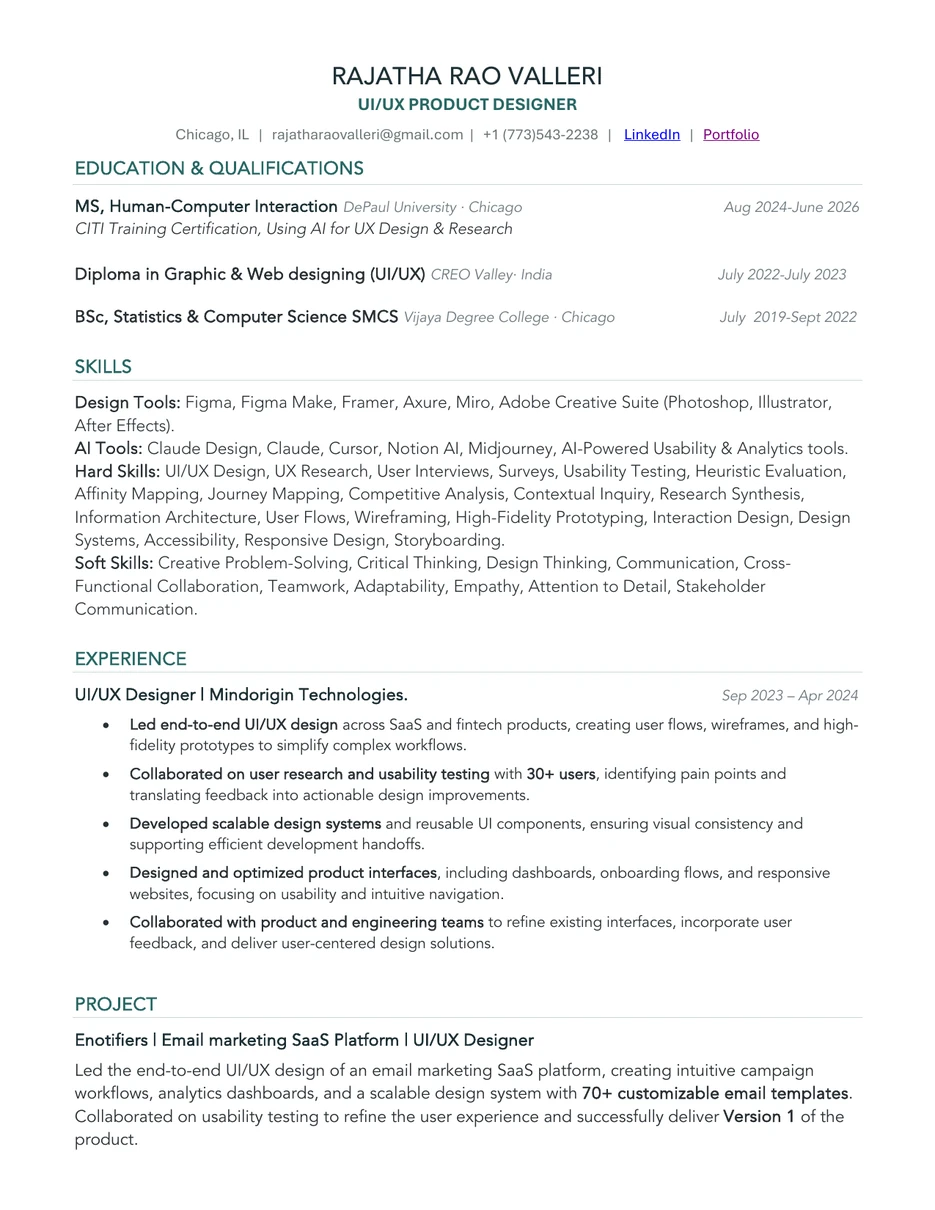 RAJATHA RAO VALLERI
UI/UX PRODUCT DESIGNER
Chicago, IL | rajatharaovalleri@gmail.com | +1 (773)543-2238 | LinkedIn | Portfolio
EDUCATION & QUALIFICATIONS
MS, Human-Computer Interaction DePaul University · Chicago Aug 2024-June 2026
CITI Training Certification, Using AI for UX Design & Research
Diploma in Graphic & Web designing (UI/UX) CREO Valley· India July 2022-July 2023
BSc, Statistics & Computer Science SMCS Vijaya Degree College · Chicago July 2019-Sept 2022
SKILLS
Design Tools: Figma, Figma Make, Framer, Axure, Miro, Adobe Creative Suite (Photoshop, Illustrator,
After Effects).
AI Tools: Claude Design, Claude, Cursor, Notion AI, Midjourney, AI-Powered Usability & Analytics tools.
Hard Skills: UI/UX Design, UX Research, User Interviews, Surveys, Usability Testing, Heuristic Evaluation,
Affinity Mapping, Journey Mapping, Competitive Analysis, Contextual Inquiry, Research Synthesis,
Information Architecture, User Flows, Wireframing, High-Fidelity Prototyping, Interaction Design, Design
Systems, Accessibility, Responsive Design, Storyboarding.
Soft Skills: Creative Problem-Solving, Critical Thinking, Design Thinking, Communication, Cross-
Functional Collaboration, Teamwork, Adaptability, Empathy, Attention to Detail, Stakeholder
Communication.
EXPERIENCE
UI/UX Designer | Mindorigin Technologies. Sep 2023 – Apr 2024
• Led end-to-end UI/UX design across SaaS and fintech products, creating user flows, wireframes, and high-
fidelity prototypes to simplify complex workflows.
• Collaborated on user research and usability testing with 30+ users, identifying pain points and
translating feedback into actionable design improvements.
• Developed scalable design systems and reusable UI components, ensuring visual consistency and
supporting efficient development handoffs.
• Designed and optimized product interfaces, including dashboards, onboarding flows, and responsive
websites, focusing on usability and intuitive navigation.
• Collaborated with product and engineering teams to refine existing interfaces, incorporate user
feedback, and deliver user-centered design solutions.
PROJECT
Enotifiers | Email marketing SaaS Platform | UI/UX Designer
Led the end-to-end UI/UX design of an email marketing SaaS platform, creating intuitive campaign
workflows, analytics dashboards, and a scalable design system with 70+ customizable email templates.
Collaborated on usability testing to refine the user experience and successfully deliver Version 1 of the
product.